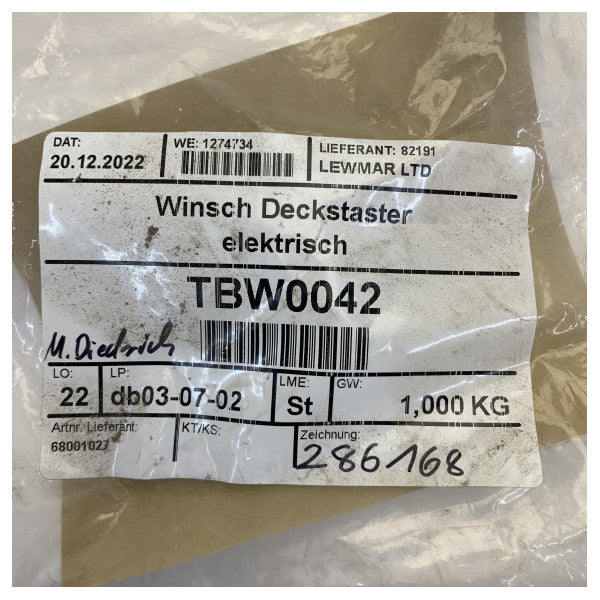 DAT:
20.12.2022
WE: 1274734
LIEFERANT: 82191
LEWMAR LTD
Winsch Deckstaster
elektrisch
TBW0042
M. Diedrich
LO:
22
LP:
db03-07-02
LME:
St
GW:
1,000 KG
Artnr. Lieferant:
68001027
KT/KS:
Zeichnung:
286168